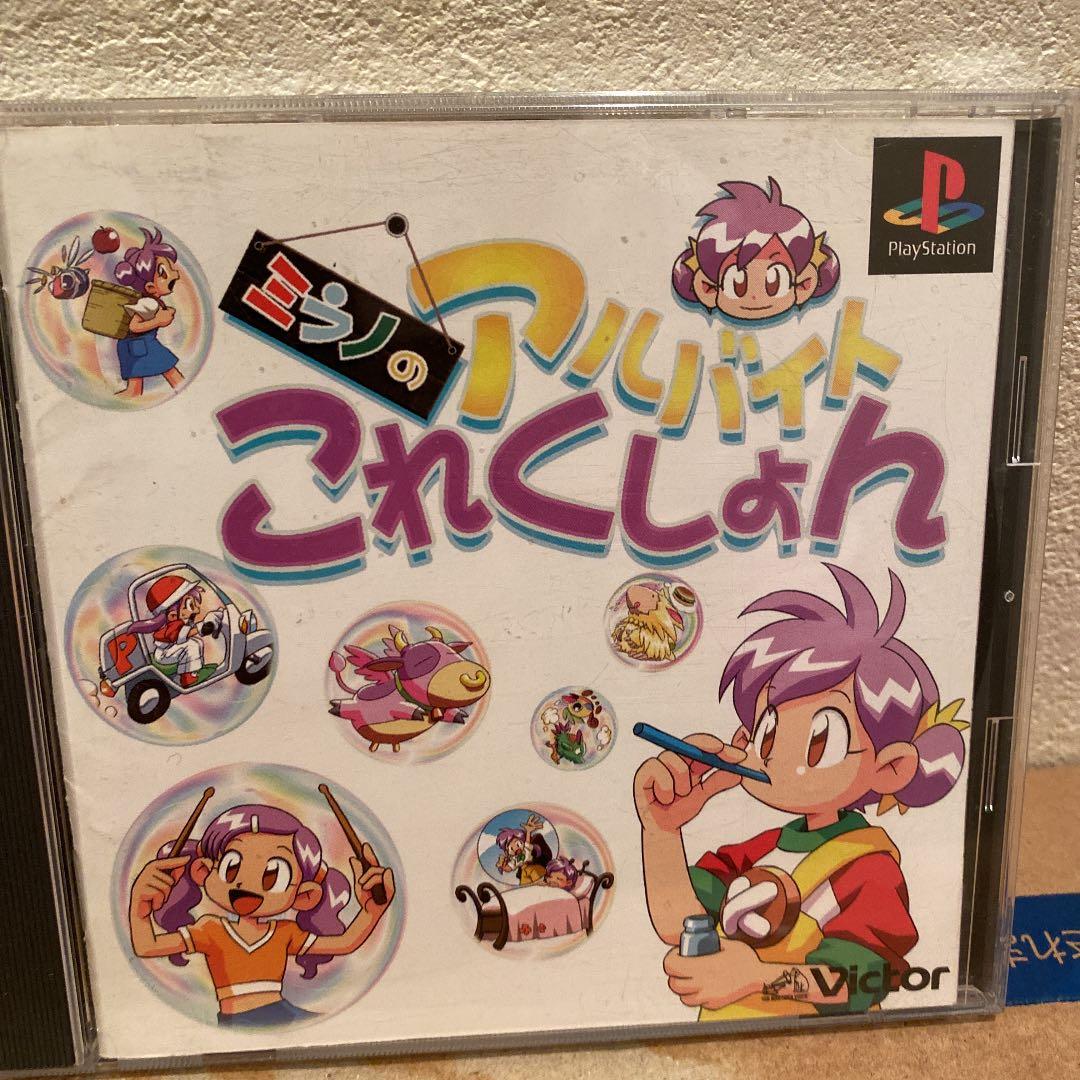 PlayStation
ミラノの
アルバイト
これくしょん
P
Victor